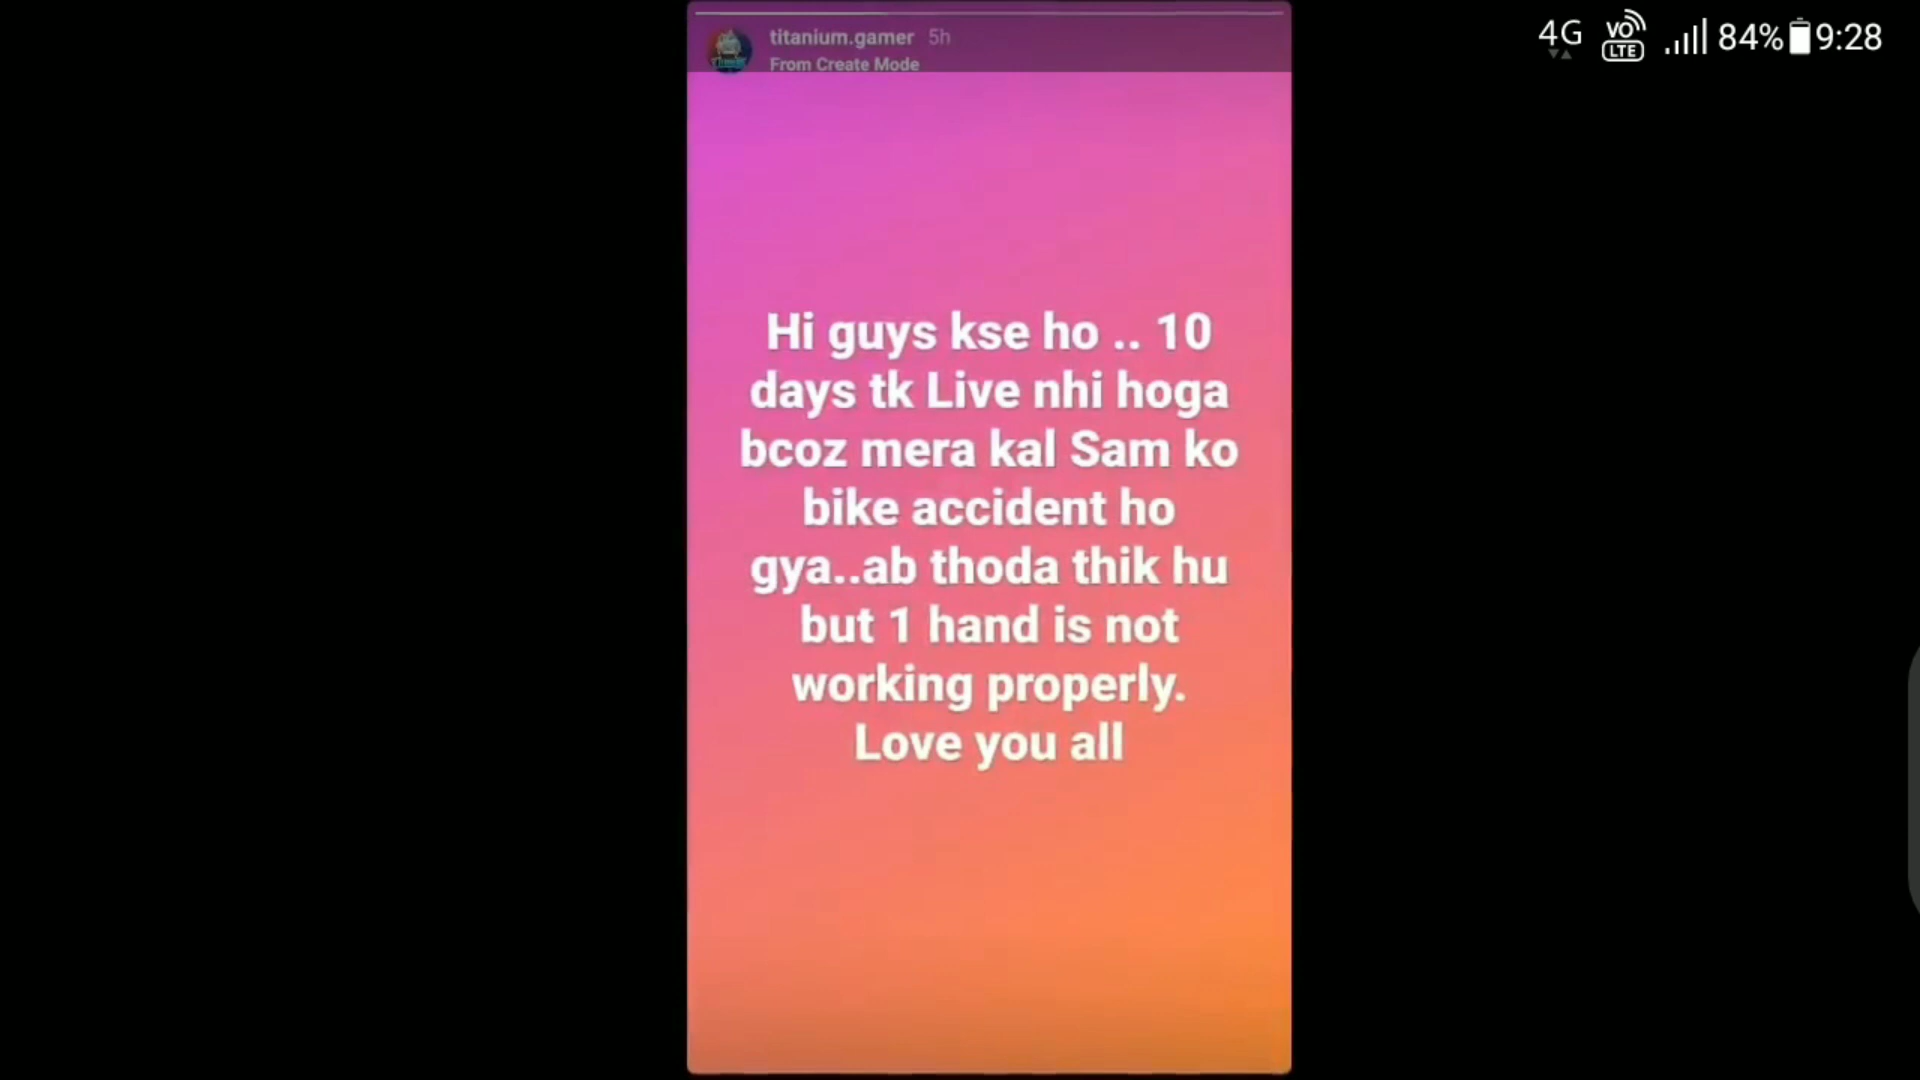 titanium.gamer 5h
From Create Mode
4G VO LTE 84% 9:28
Hi guys kse ho .. 10
days tk Live nhi hoga
bcoz mera kal Sam ko
bike accident ho
gya..ab thoda thik hu
but 1 hand is not
working properly.
Love you all